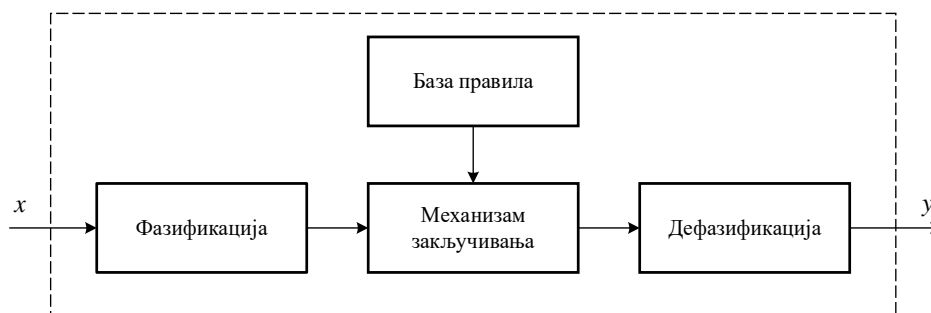 База правила
x
Фазификација
Механизам
закључивања
Дефазификација
y